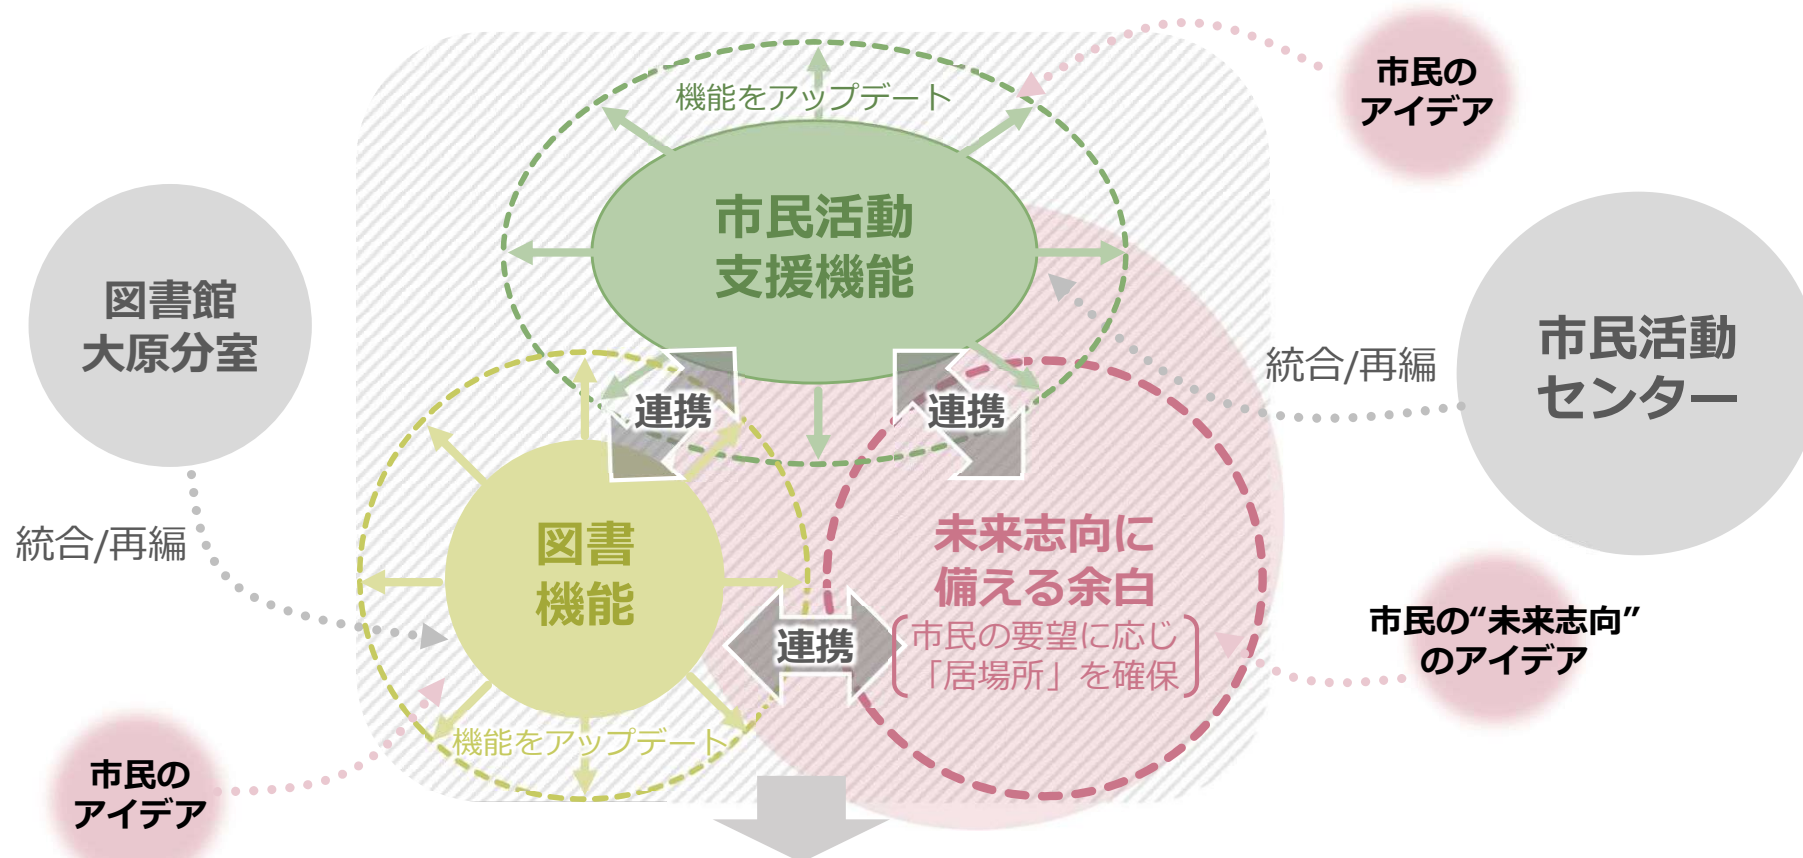 市民の
アイデア
機能をアップデート
市民活動
支援機能
図書館
大原分室
市民活動
センター
統合/再編
連携
連携
統合/再編
図書
機能
未来志向に
備える余白
市民の要望に応じ
「居場所」を確保
連携
市民の“未来志向”
のアイデア
機能をアップデート
市民の
アイデア